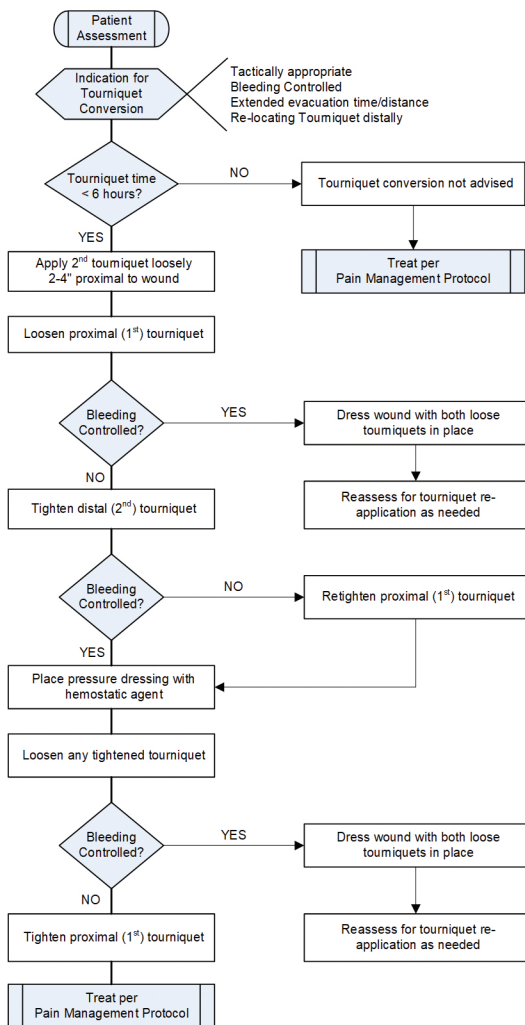 Patient
Assessment
Indication for
Tourniquet
Conversion
Tactically appropriate
Bleeding Controlled
Extended evacuation time/distance
Re-locating Tourniquet distally
Tourniquet time
< 6 hours?
NO
Tourniquet conversion not advised
YES
Treat per
Pain Management Protocol
Apply 2nd tourniquet loosely
2-4" proximal to wound
Loosen proximal (1st) tourniquet
Bleeding
Controlled?
YES
Dress wound with both loose
tourniquets in place
NO
Reassess for tourniquet re-
application as needed
Tighten distal (2nd) tourniquet
Bleeding
Controlled?
NO
Retighten proximal (1st) tourniquet
YES
Place pressure dressing with
hemostatic agent
Loosen any tightened tourniquet
Bleeding
Controlled?
YES
Dress wound with both loose
tourniquets in place
NO
Reassess for tourniquet re-
application as needed
Tighten proximal (1st) tourniquet
Treat per
Pain Management Protocol